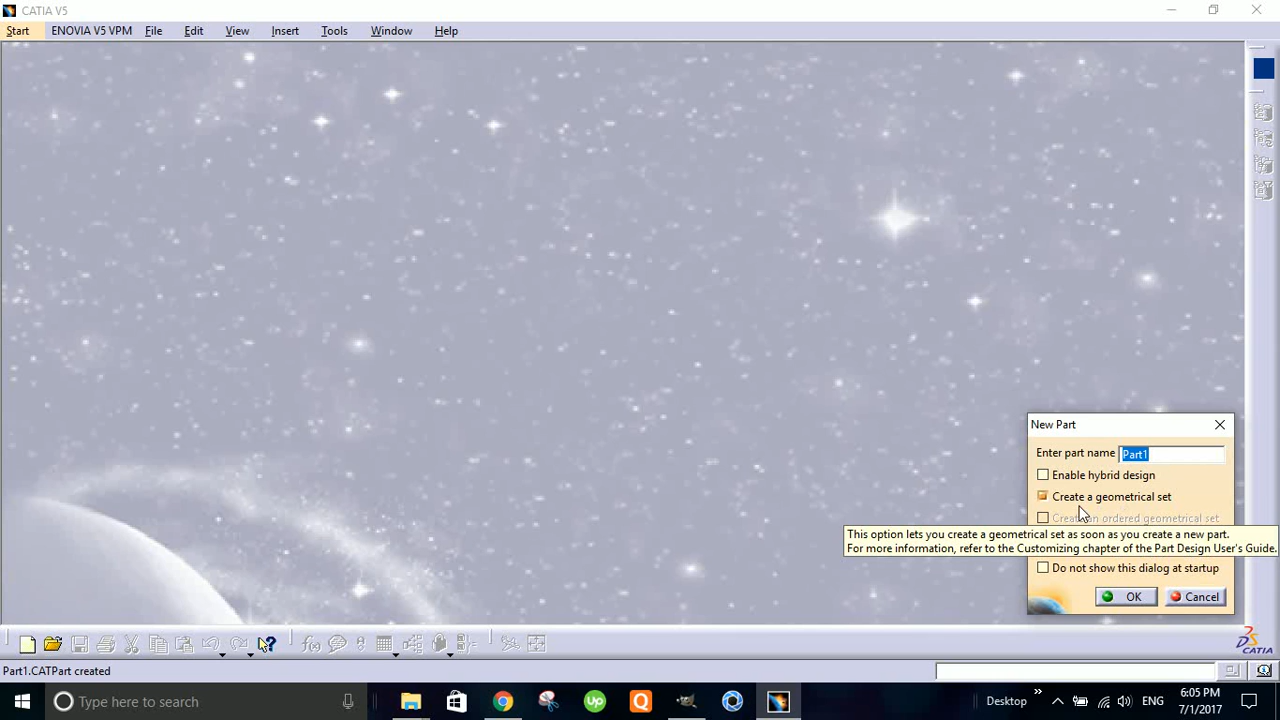 CATIA V5
Start ENOVIA V5 VPM File Edit View Insert Tools Window Help
New Part
Enter part name Part1
Enable hybrid design
Create a geometrical set
Create an ordered geometrical set
This option lets you create a geometrical set as soon as you create a new part.
For more information, refer to the Customizing chapter of the Part Design User's Guide.
Do not show this dialog at startup
OK Cancel
f(x)
CATIA
Part1.CATPart created
Type here to search
up
Q
Desktop
ENG
6:05 PM
7/1/2017